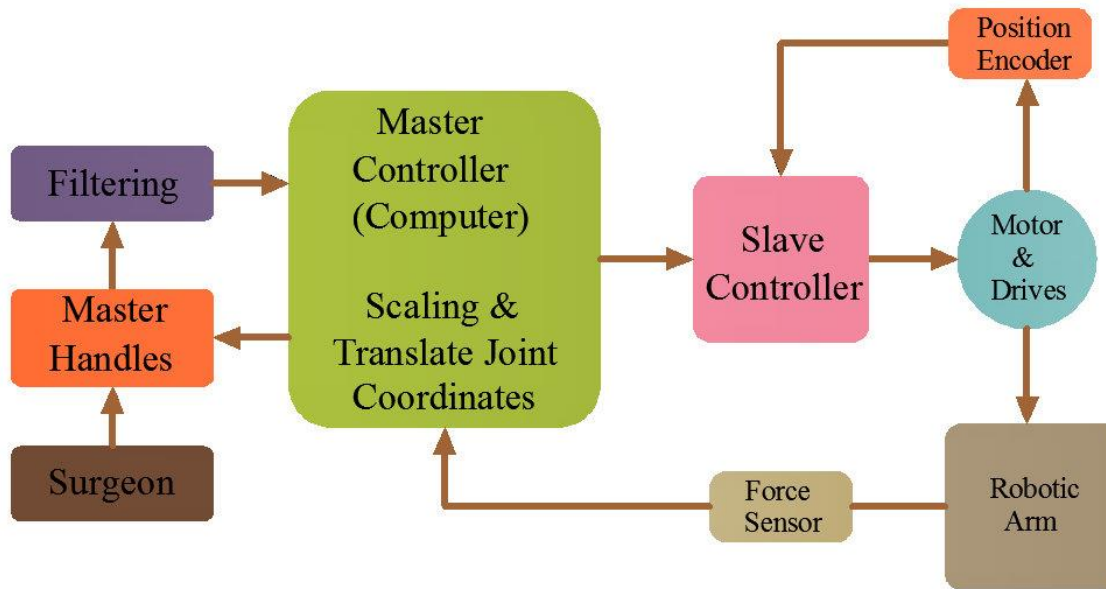 Position
Encoder
Master
Controller
(Computer)
Scaling &
Translate Joint
Coordinates
Filtering
Master
Handles
Surgeon
Slave
Controller
Motor
&
Drives
Force
Sensor
Robotic
Arm